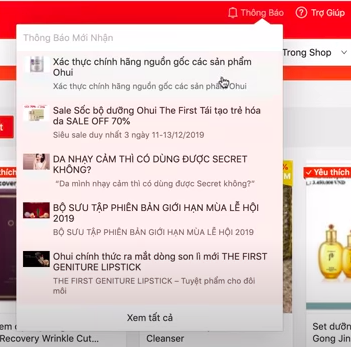 Thông Báo
Trợ Giúp
Thông Báo Mới Nhận
Trong Shop
Xác thực chính hãng nguồn gốc các sản phẩm
Ohui
Xác thực chính hãng nguồn gốc các sản phẩm Ohui
Sale Sốc bộ dưỡng Ohui The First Tái tạo trẻ hóa
da SALE OFF 70%
Siêu sale duy nhất 3 ngày 11-13/12/2019
DA NHẠY CẢM THÌ CÓ DÙNG ĐƯỢC SECRET
KHÔNG?
“Da mình nhạy cảm thì có dùng được Secret không?”
Yêu thích
BỘ SƯU TẬP PHIÊN BẢN GIỚI HẠN MÙA LỄ HỘI
2019
BỘ SƯU TẬP PHIÊN BẢN GIỚI HẠN MÙA LỄ HỘI 2019
Ohui chính thức ra mắt dòng son lì mới THE FIRST
GENITURE LIPSTICK
THE FIRST GENITURE LIPSTICK – Tuyệt phẩm cho đôi
môi
Xem tất cả
Recovery Wrinkle Cut...
Cleanser
Set dưỡn
Gong Jin